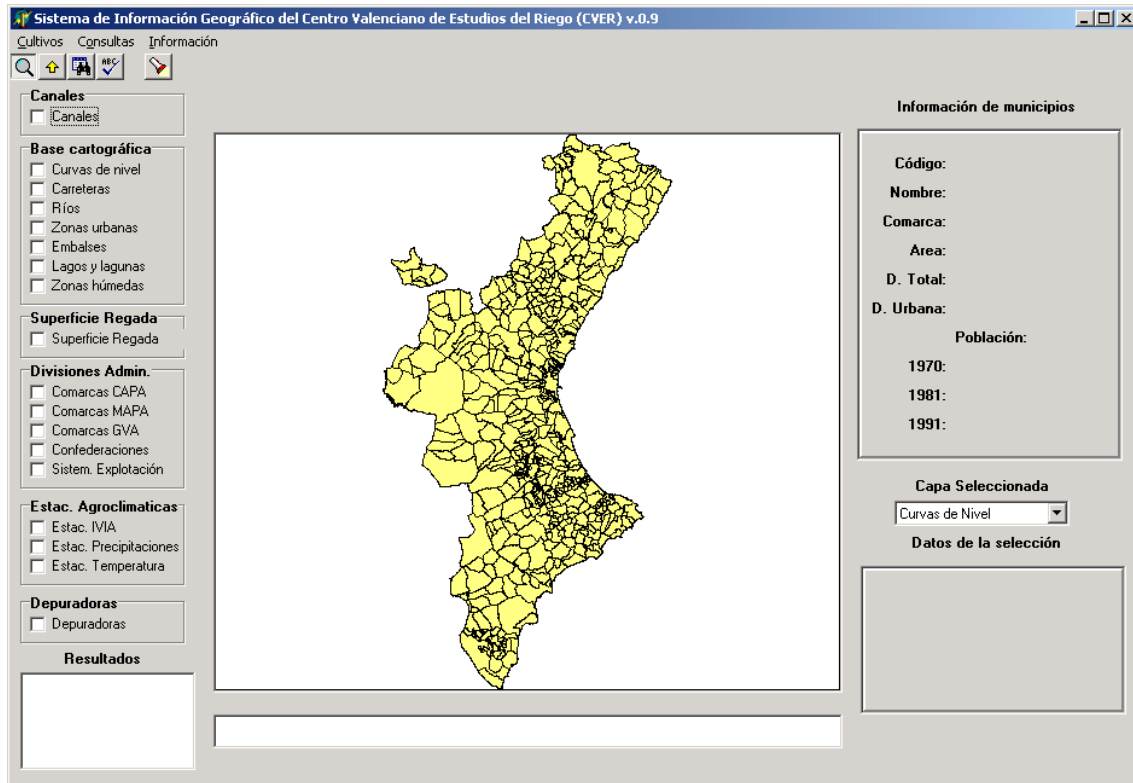 Sistema de Información Geográfico del Centro Valenciano de Estudios del Riego (CVER) v.0.9
Cultivos Consultas Información
ABC
Canales
Canales
Base cartográfica
Curvas de nivel
Carreteras
Ríos
Zonas urbanas
Embalses
Lagos y lagunas
Zonas húmedas
Superficie Regada
Superficie Regada
Divisiones Admin.
Comarcas CAPA
Comarcas MAPA
Comarcas GVA
Confederaciones
Sistem. Explotación
Estac. Agroclimaticas
Estac. IVIA
Estac. Precipitaciones
Estac. Temperatura
Depuradoras
Depuradoras
Resultados
Información de municipios
Código:
Nombre:
Comarca:
Area:
D. Total:
D. Urbana:
Población:
1970:
1981:
1991:
Capa Seleccionada
Curvas de Nivel
Datos de la selección